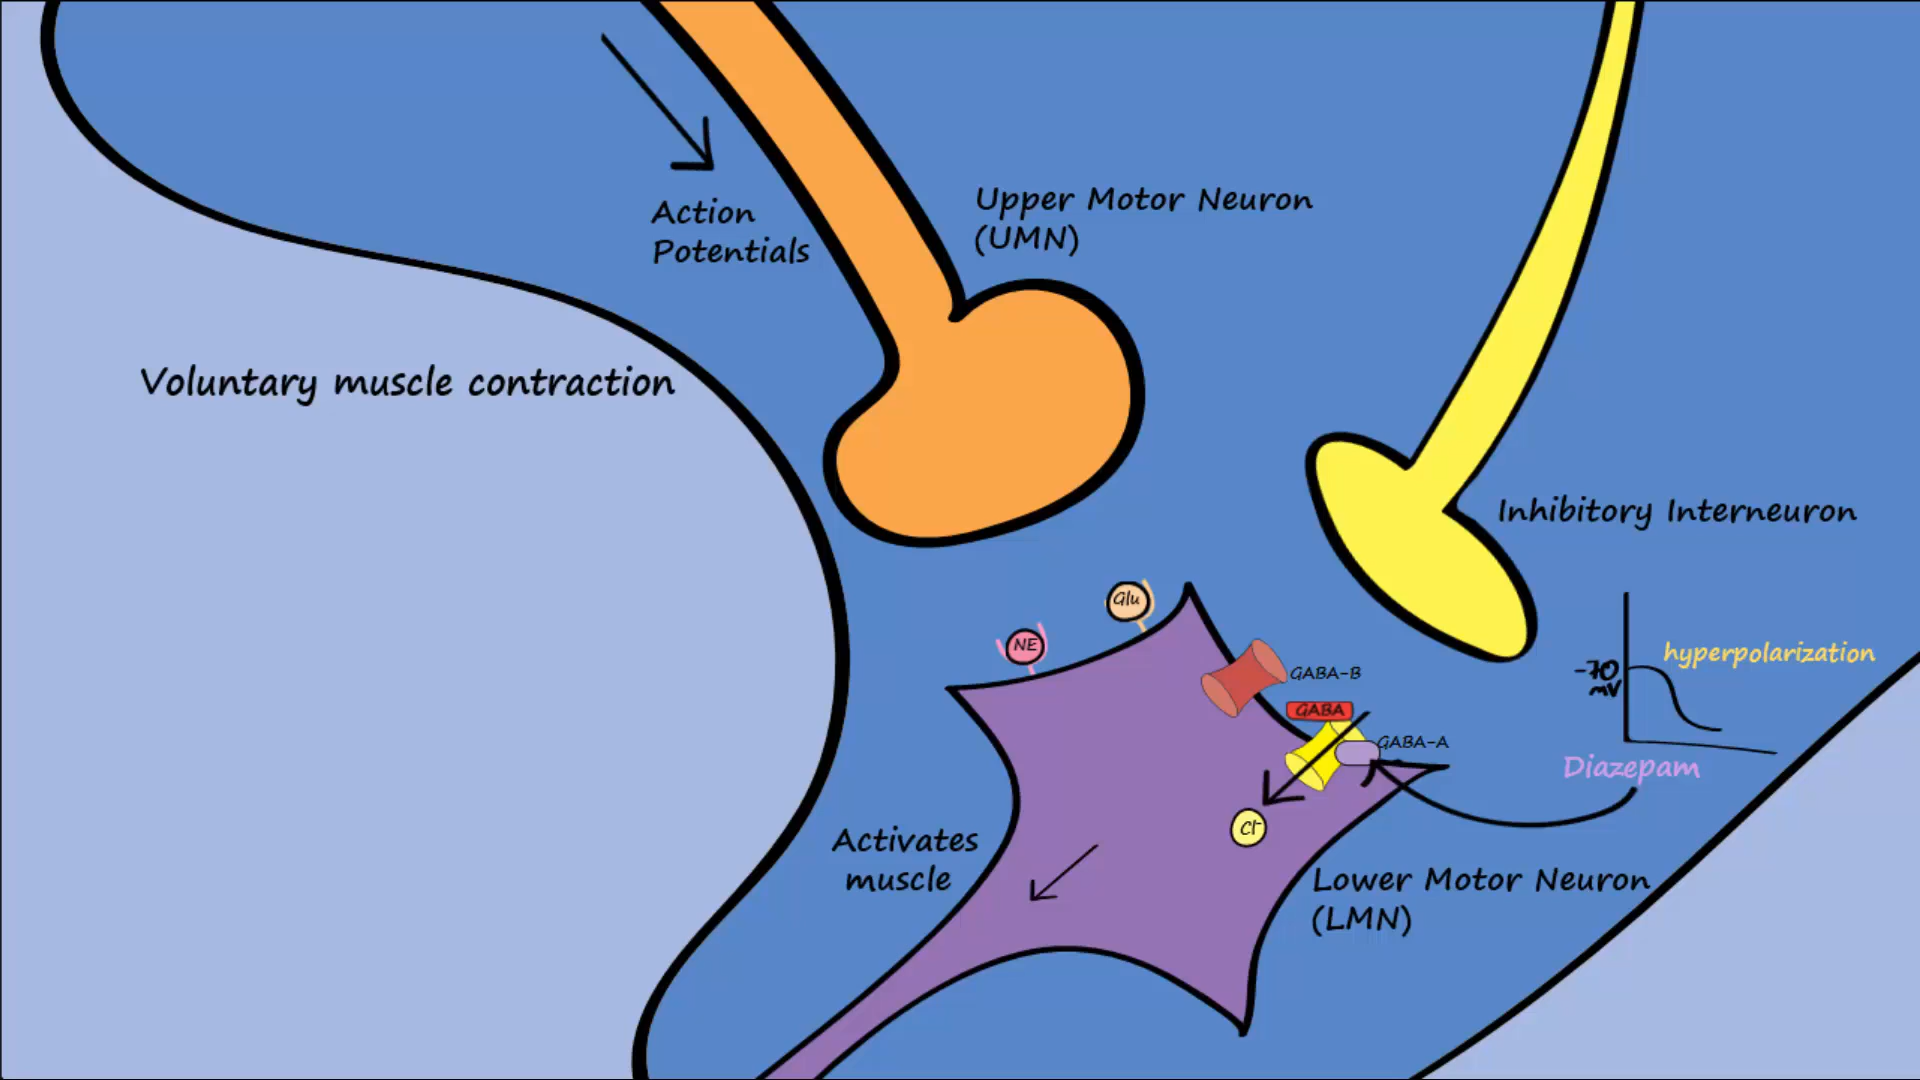 Action
Potentials
Upper Motor Neuron
(UMN)
Voluntary muscle contraction
Inhibitory Interneuron
Glu
NE
GABA-B
GABA
GABA-A
-70
mV
hyperpolarization
Diazepam
Cl-
Activates
muscle
Lower Motor Neuron
(LMN)